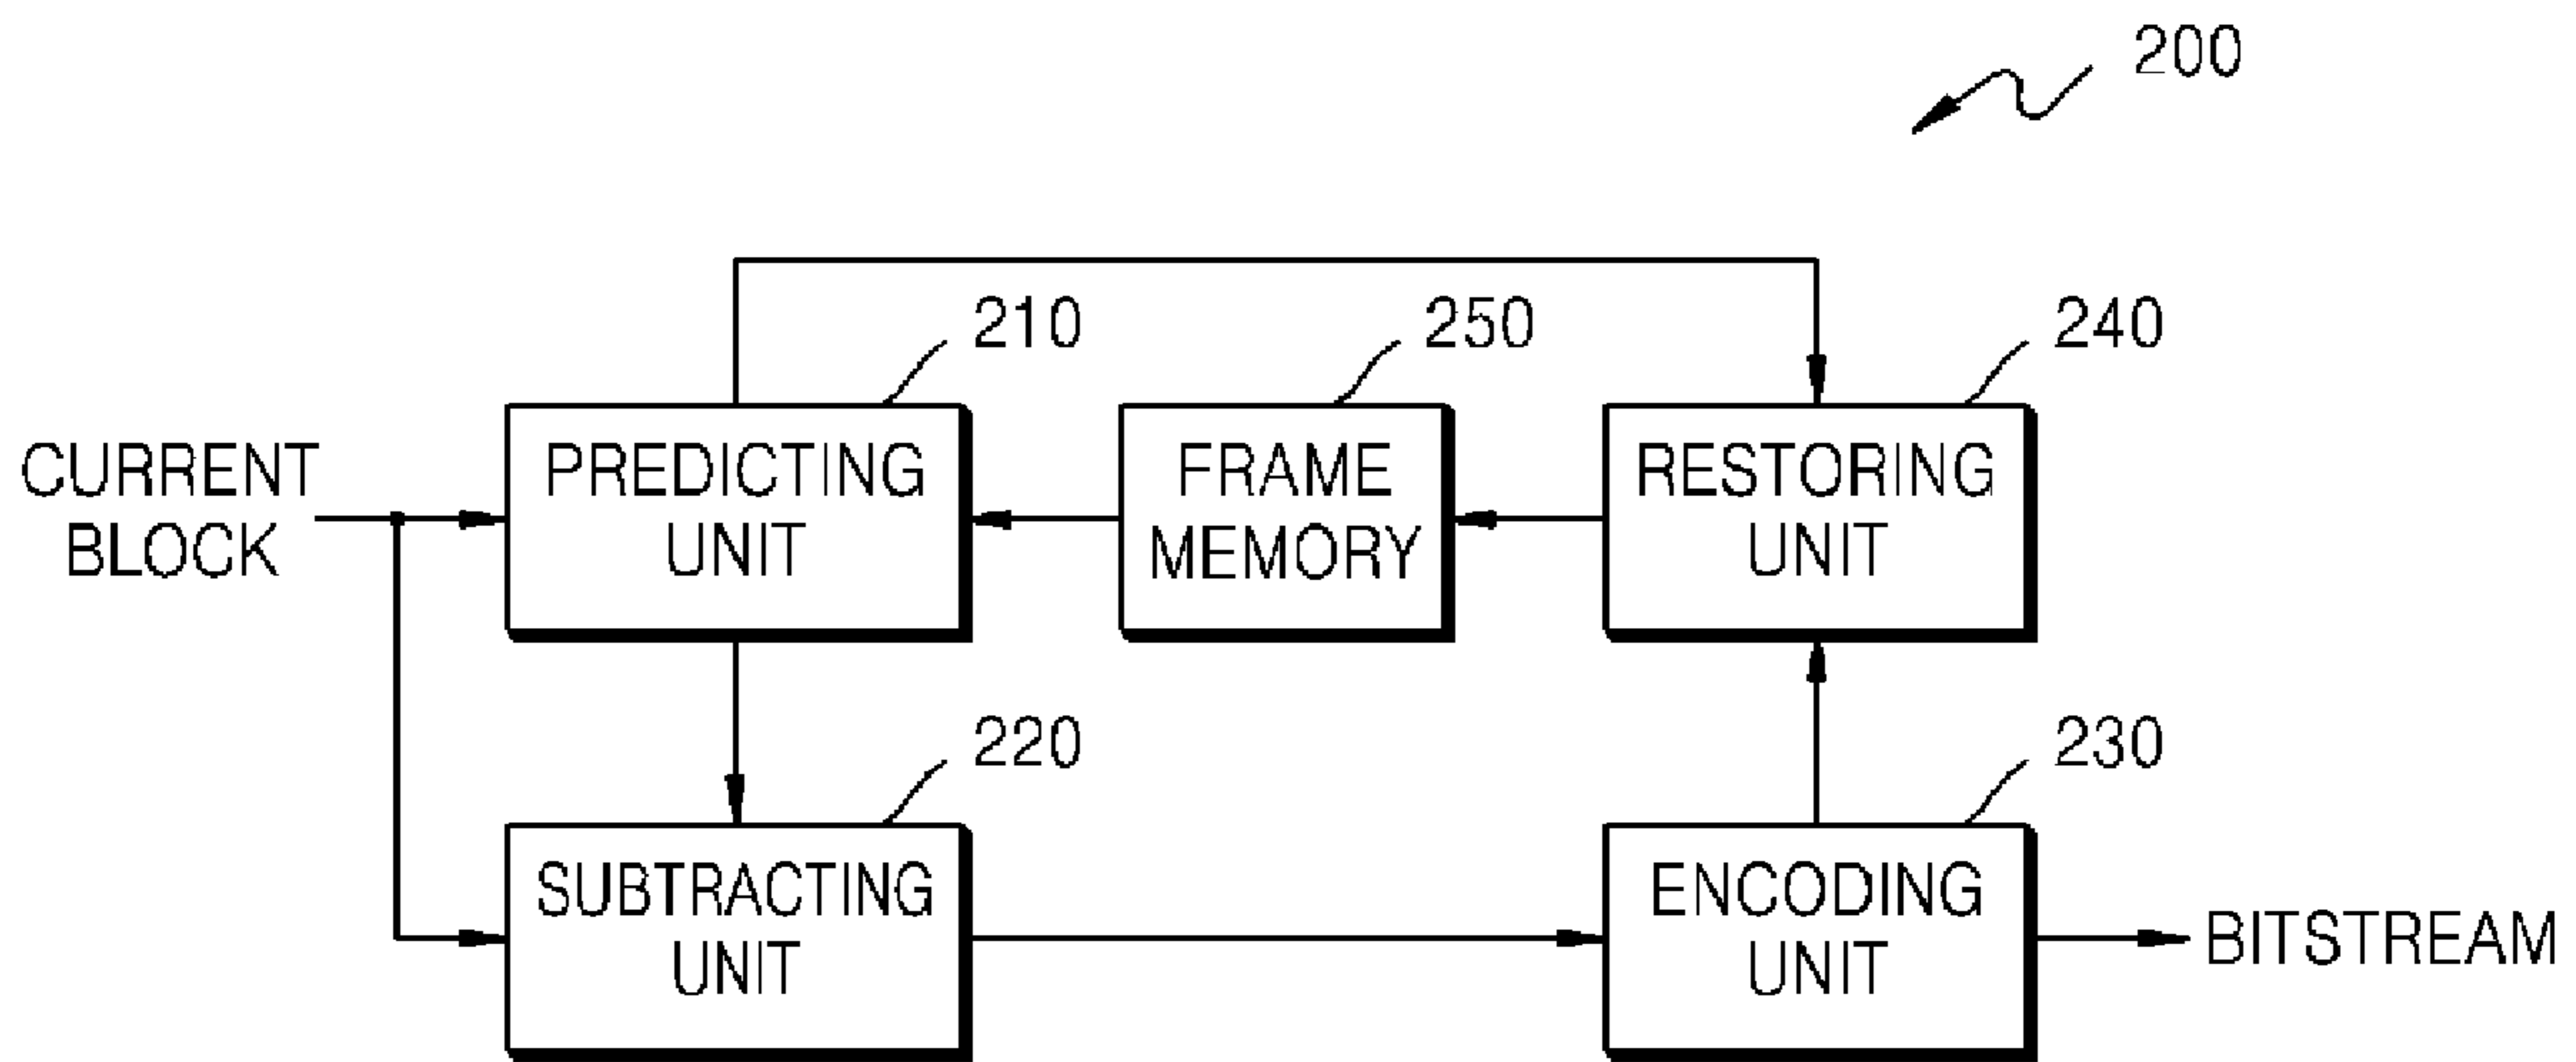 200
210
250
240
CURRENT
BLOCK
PREDICTING
UNIT
FRAME
MEMORY
RESTORING
UNIT
220
230
SUBTRACTING
UNIT
ENCODING
UNIT
BITSTREAM